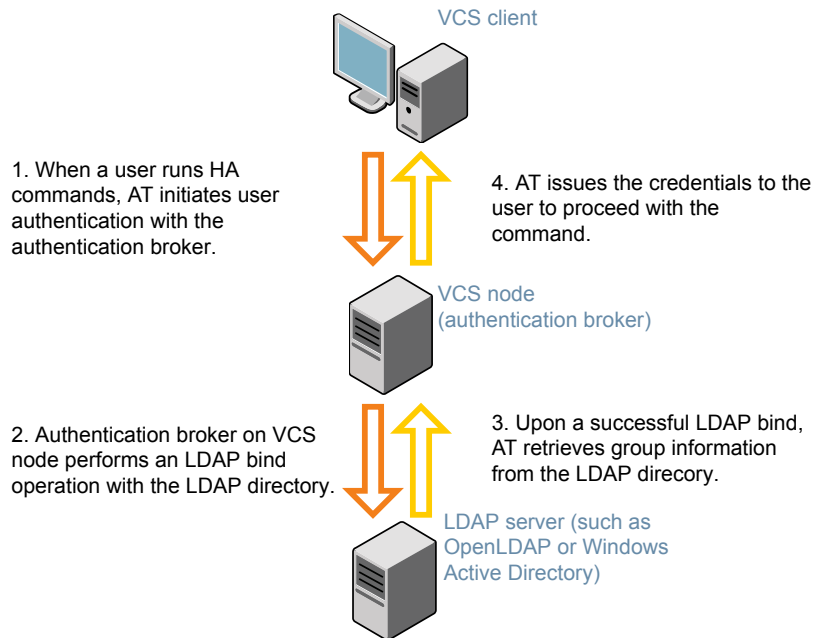 VCS client
1. When a user runs HA
commands, AT initiates user
authentication with the
authentication broker.
4. AT issues the credentials to the
user to proceed with the
command.
VCS node
(authentication broker)
2. Authentication broker on VCS
node performs an LDAP bind
operation with the LDAP directory.
3. Upon a successful LDAP bind,
AT retrieves group information
from the LDAP direcory.
LDAP server (such as
OpenLDAP or Windows
Active Directory)